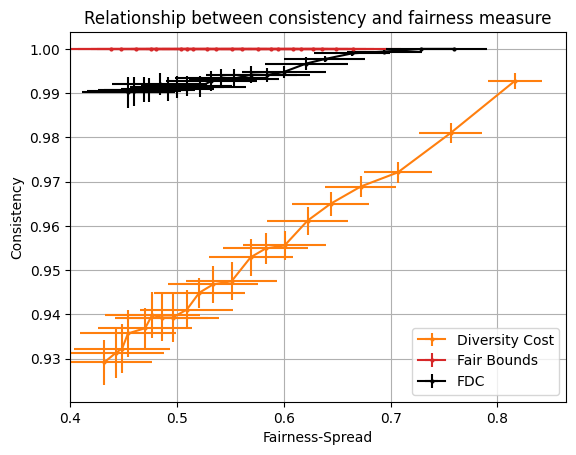 Relationship between consistency and fairness measure
1.00
0.99
0.98
0.97
0.96
0.95
0.94
0.93
Consistency
Diversity Cost
Fair Bounds
FDC
0.4 0.5 0.6 0.7 0.8
Fairness-Spread